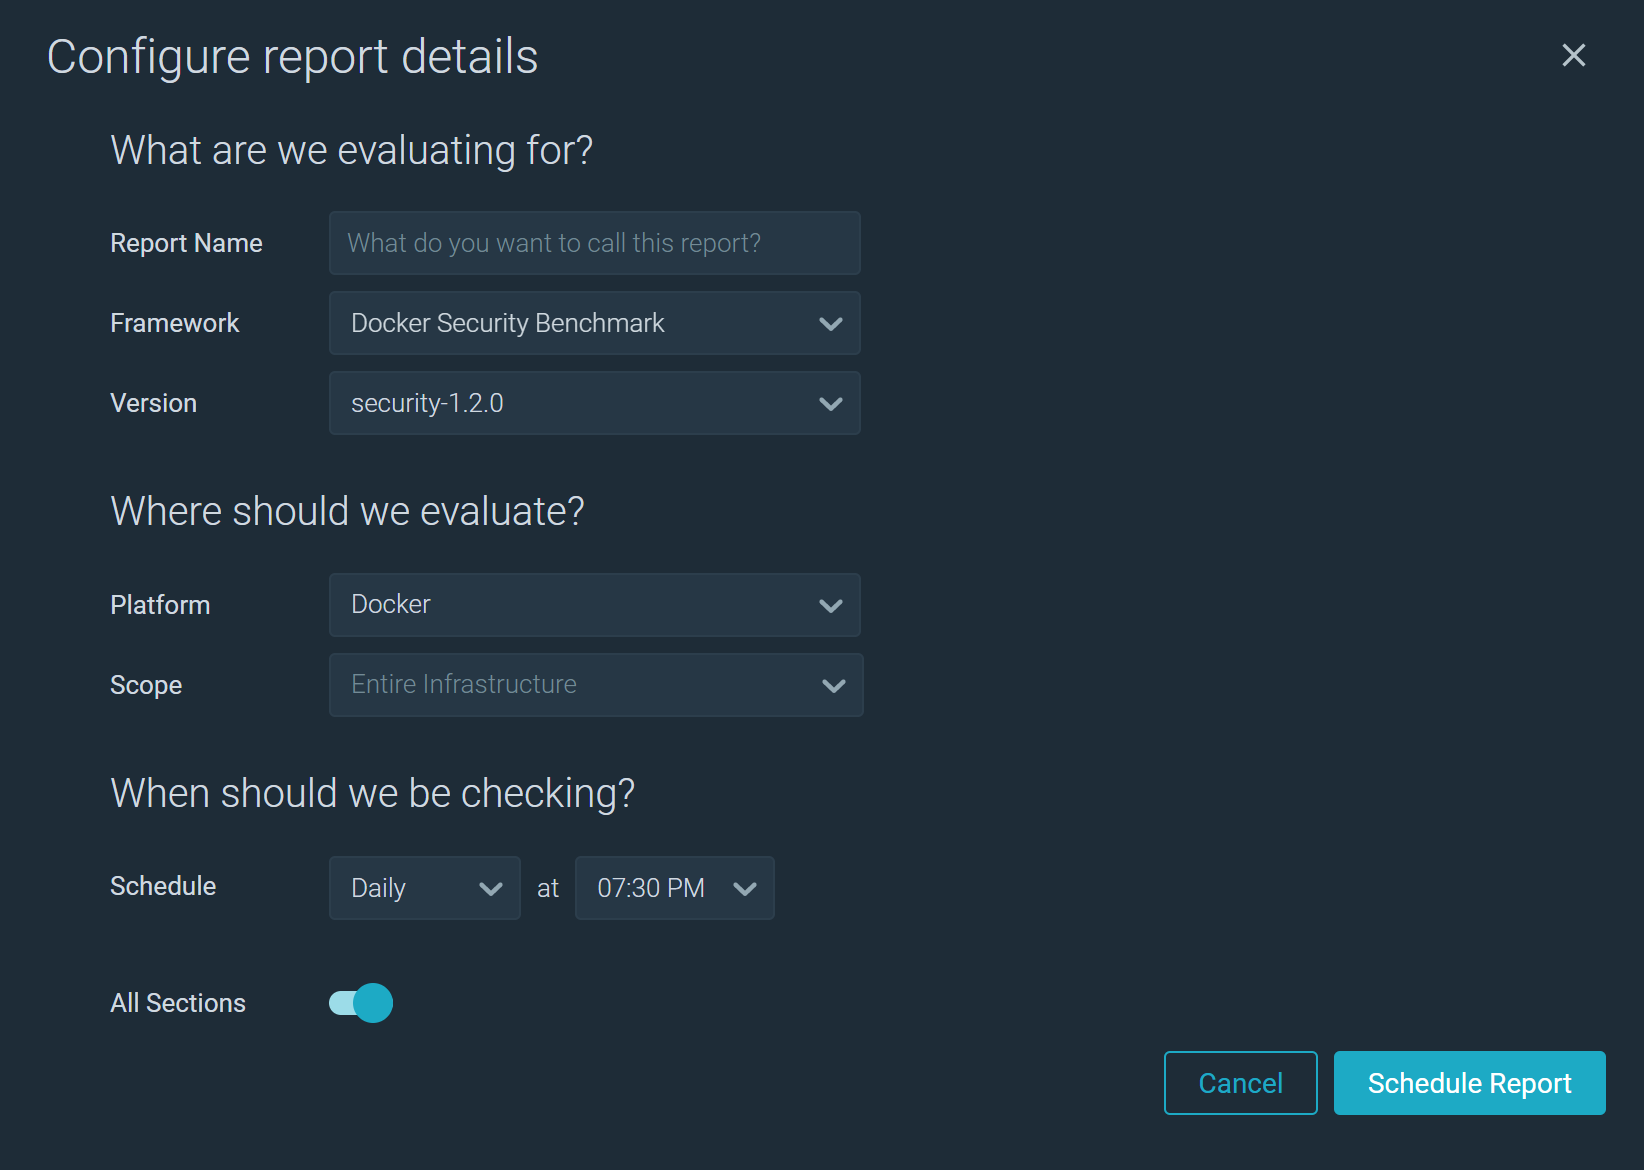 Configure report details
What are we evaluating for?
Report Name What do you want to call this report?
Framework Docker Security Benchmark
Version security-1.2.0
Where should we evaluate?
Platform Docker
Scope Entire Infrastructure
When should we be checking?
Schedule Daily at 07:30 PM
All Sections
Cancel Schedule Report